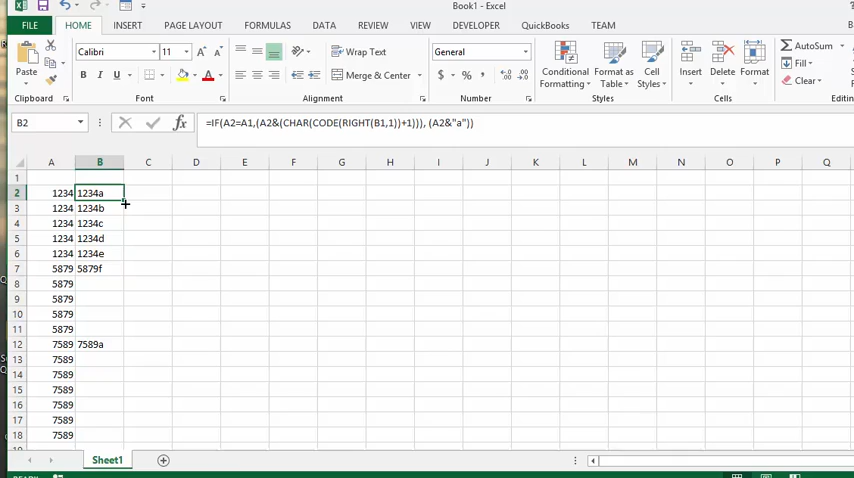 Book1 - Excel
FILE HOME INSERT PAGE LAYOUT FORMULAS DATA REVIEW VIEW DEVELOPER QuickBooks TEAM
Calibri 11 Wrap Text General AutoSum
Paste B I U Merge & Center $ % Conditional Formatting Format as Table Cell Styles Insert Delete Format Fill Clear
Clipboard Font Alignment Number Styles Cells
B2 fx =IF(A2=A1,(A2&(CHAR(CODE(RIGHT(B1,1))+1))), (A2&"a"))
A B C D E F G H I J K L M N O P Q
1
2 1234 1234a
3 1234 1234b
4 1234 1234c
5 1234 1234d
6 1234 1234e
7 5879 5879f
8 5879
9 5879
10 5879
11 5879
12 7589 7589a
13 7589
14 7589
15 7589
16 7589
17 7589
18 7589
Sheet1